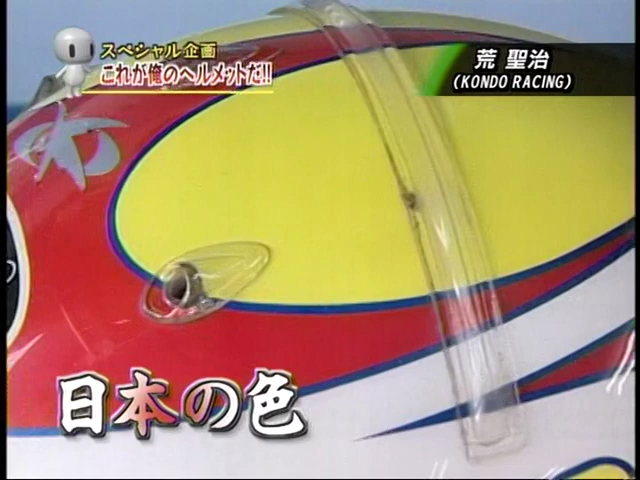 スペシャル企画
これが俺のヘルメットだ!!
荒 聖治
(KONDO RACING)
日本の色